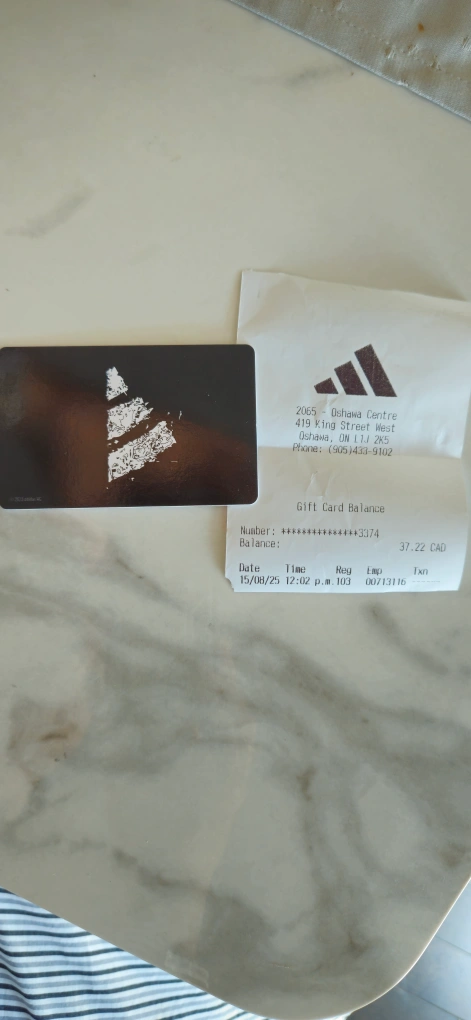 2065 - Oshawa Centre
419 King Street West
Oshawa, ON L1J 2K5
Phone: (905)433-9102
Gift Card Balance
Number: ***************3374
Balance: 37.22 CAD
Date Time Reg Emp Txn
15/08/25 12:02 p.m. 103 00713116